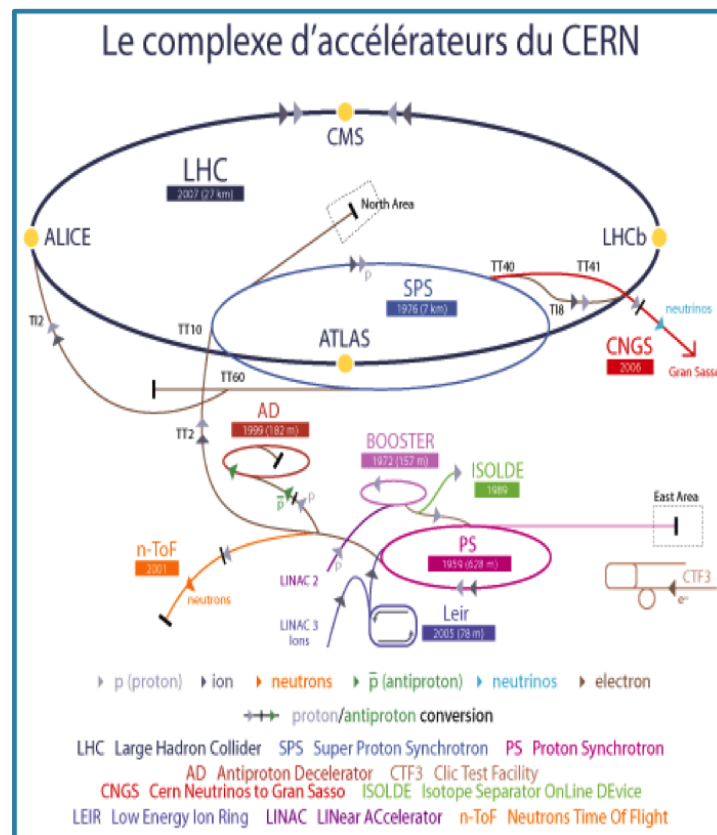 Le complexe d'accélérateurs du CERN
CMS
LHC
2007 (27 km)
North Area
ALICE
LHCb
TT40
TT41
SPS
1976 (7 km)
p
TI8
TI2
TT10
ATLAS
neutrinos
CNGS
2006
Gran Sasso
TT60
AD
1999 (182 m)
TT2
BOOSTER
1972 (157 m)
ISOLDE
1989
p̅
p
East Area
n-ToF
2001
p
PS
1959 (628 m)
LINAC 2
neutrons
CTF3
e-
LINAC 3
Ions
Leir
2005 (78 m)
p (proton) ion neutrons p̅ (antiproton) neutrinos electron
proton/antiproton conversion
LHC Large Hadron Collider SPS Super Proton Synchrotron PS Proton Synchrotron
AD Antiproton Decelerator CTF3 Clic Test Facility
CNGS Cern Neutrinos to Gran Sasso ISOLDE Isotope Separator OnLine DEvice
LEIR Low Energy Ion Ring LINAC LINear ACcelerator n-ToF Neutrons Time Of Flight